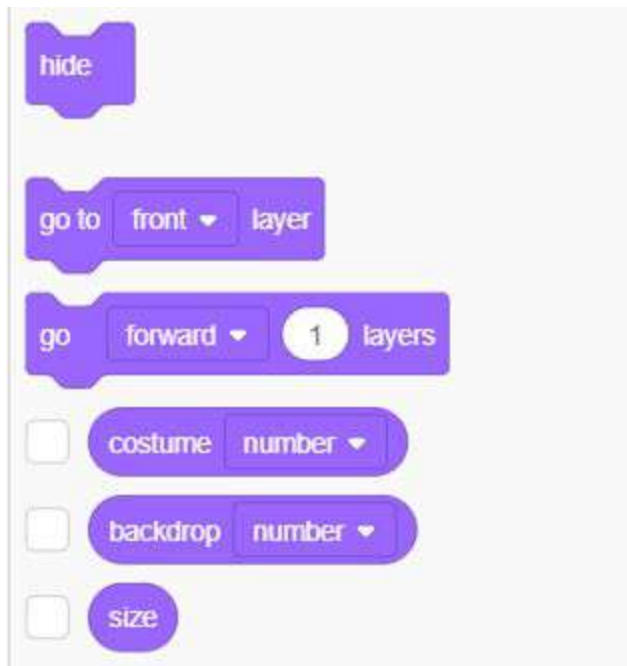 hide
go to front layer
go forward 1 layers
costume number
backdrop number
size